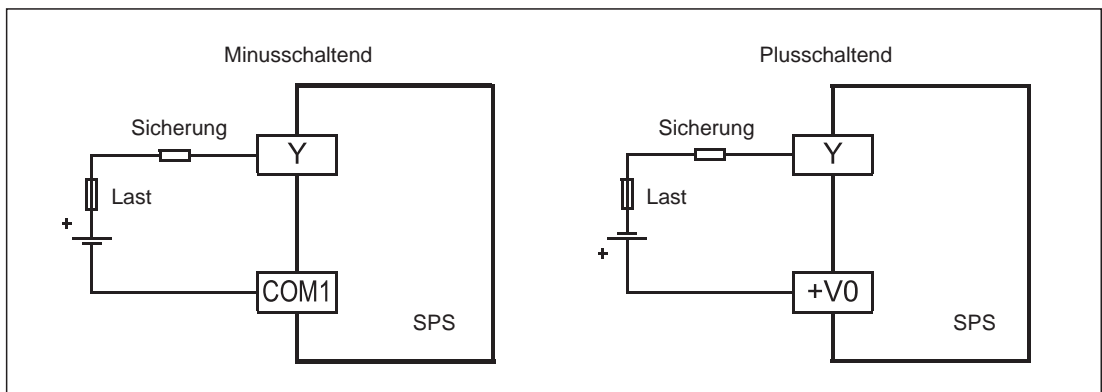 Minusschaltend
Sicherung
Y
Last
+
COM1
SPS
Plusschaltend
Sicherung
Y
Last
+
+V0
SPS